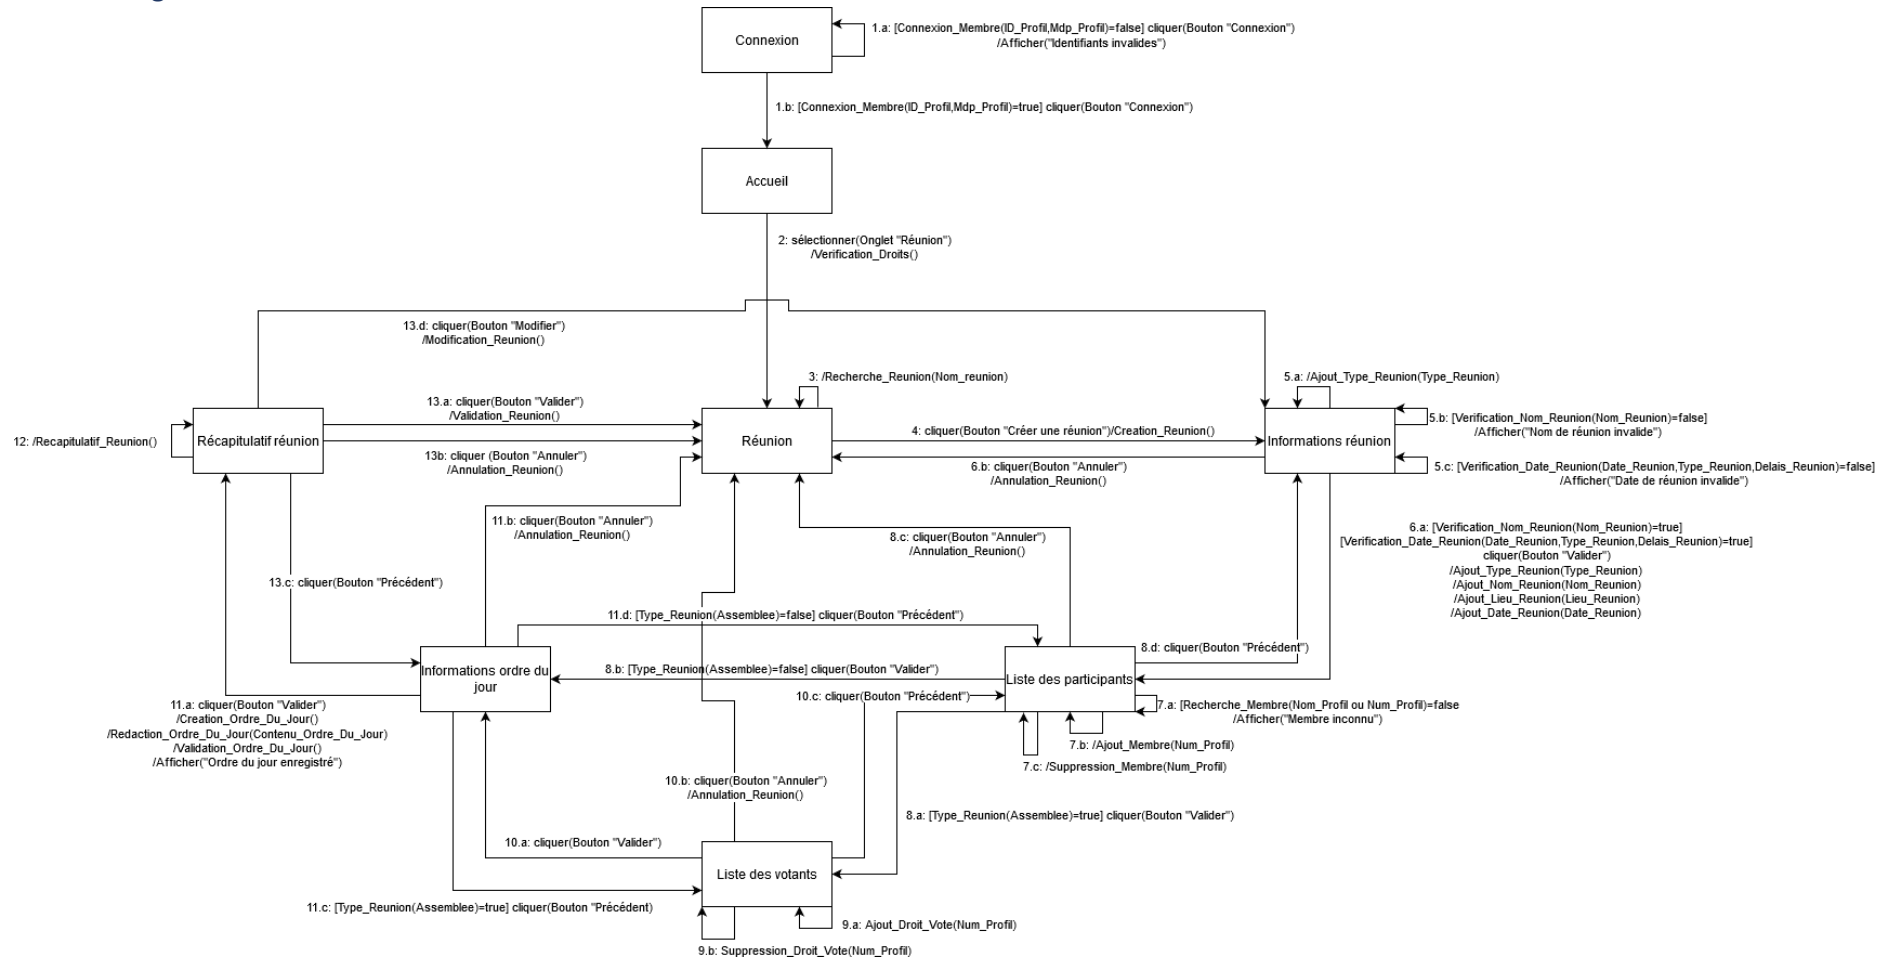 Connexion
1.a: [Connexion_Membre(ID_Profil,Mdp_Profil)=false] cliquer(Bouton "Connexion")
/Afficher("Identifiants invalides")
1.b: [Connexion_Membre(ID_Profil,Mdp_Profil)=true] cliquer(Bouton "Connexion")
Accueil
2: sélectionner(Onglet "Réunion")
/Verification_Droits()
13.d: cliquer(Bouton "Modifier")
/Modification_Reunion()
3: /Recherche_Reunion(Nom_reunion)
5.a: /Ajout_Type_Reunion(Type_Reunion)
13.a: cliquer(Bouton "Valider")
/Validation_Reunion()
12: /Recapitulatif_Reunion()
Récapitulatif réunion
Réunion
4: cliquer(Bouton "Créer une réunion")/Creation_Reunion()
Informations réunion
5.b: [Verification_Nom_Reunion(Nom_Reunion)=false]
/Afficher("Nom de réunion invalide")
13b: cliquer (Bouton "Annuler")
/Annulation_Reunion()
6.b: cliquer(Bouton "Annuler")
/Annulation_Reunion()
5.c: [Verification_Date_Reunion(Date_Reunion,Type_Reunion,Delais_Reunion)=false]
/Afficher("Date de réunion invalide")
11.b: cliquer(Bouton "Annuler")
/Annulation_Reunion()
8.c: cliquer(Bouton "Annuler")
/Annulation_Reunion()
6.a: [Verification_Nom_Reunion(Nom_Reunion)=true]
[Verification_Date_Reunion(Date_Reunion,Type_Reunion,Delais_Reunion)=true]
cliquer(Bouton "Valider")
/Ajout_Type_Reunion(Type_Reunion)
/Ajout_Nom_Reunion(Nom_Reunion)
/Ajout_Lieu_Reunion(Lieu_Reunion)
/Ajout_Date_Reunion(Date_Reunion)
13.c: cliquer(Bouton "Précédent")
11.d: [Type_Reunion(Assemblee)=false] cliquer(Bouton "Précédent")
8.d: cliquer(Bouton "Précédent")
Informations ordre du
jour
8.b: [Type_Reunion(Assemblee)=false] cliquer(Bouton "Valider")
Liste des participants
10.c: cliquer(Bouton "Précédent")
7.a: [Recherche_Membre(Nom_Profil ou Num_Profil)=false
/Afficher("Membre inconnu")
11.a: cliquer(Bouton "Valider")
/Creation_Ordre_Du_Jour()
/Redaction_Ordre_Du_Jour(Contenu_Ordre_Du_Jour)
/Validation_Ordre_Du_Jour()
/Afficher("Ordre du jour enregistré")
7.b: /Ajout_Membre(Num_Profil)
7.c: /Suppression_Membre(Num_Profil)
10.b: cliquer(Bouton "Annuler")
/Annulation_Reunion()
8.a: [Type_Reunion(Assemblee)=true] cliquer(Bouton "Valider")
10.a: cliquer(Bouton "Valider")
Liste des votants
11.c: [Type_Reunion(Assemblee)=true] cliquer(Bouton "Précédent)
9.a: Ajout_Droit_Vote(Num_Profil)
9.b: Suppression_Droit_Vote(Num_Profil)